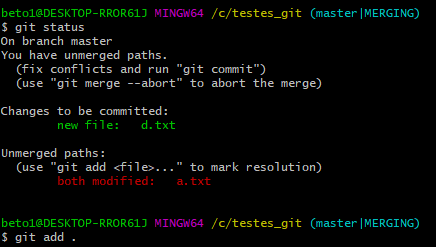 beto1@DESKTOP-RROR61J MINGW64 /c/testes_git (master|MERGING)
$ git status
On branch master
You have unmerged paths.
  (fix conflicts and run "git commit")
  (use "git merge --abort" to abort the merge)

Changes to be committed:
        new file:   d.txt

Unmerged paths:
  (use "git add <file>..." to mark resolution)
        both modified:   a.txt

beto1@DESKTOP-RROR61J MINGW64 /c/testes_git (master|MERGING)
$ git add .